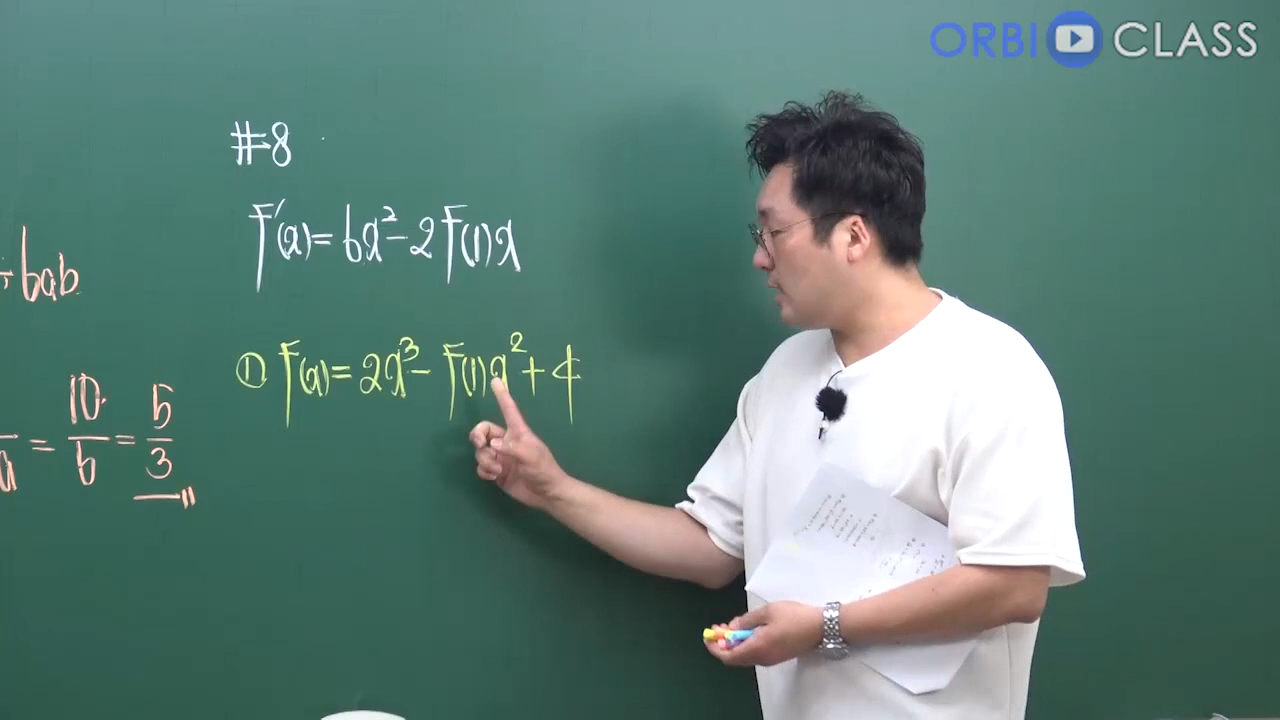 ORBI CLASS
#8
f'(x)=6x²-2f(1)x
① f(x)=2x³-f(1)x²+4
+6ab
a = 10/6 = 5/3 〃